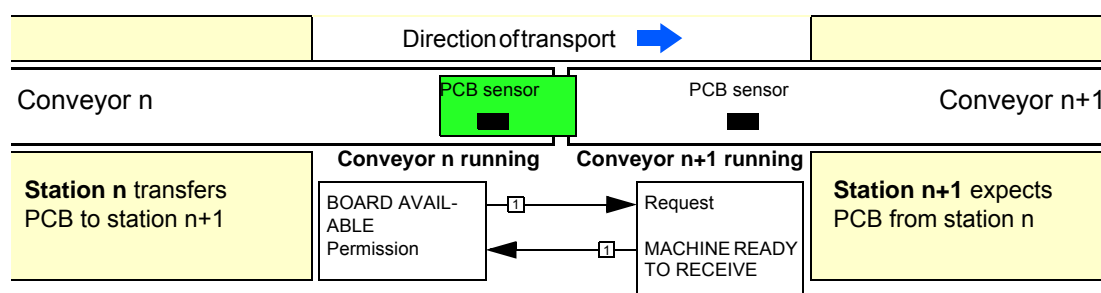 Direction of transport
PCB sensor
PCB sensor
Conveyor n
Conveyor n+1
Conveyor n running
Conveyor n+1 running
Station n transfers
PCB to station n+1
BOARD AVAIL-
ABLE
Permission
1
1
Request
MACHINE READY
TO RECEIVE
Station n+1 expects
PCB from station n